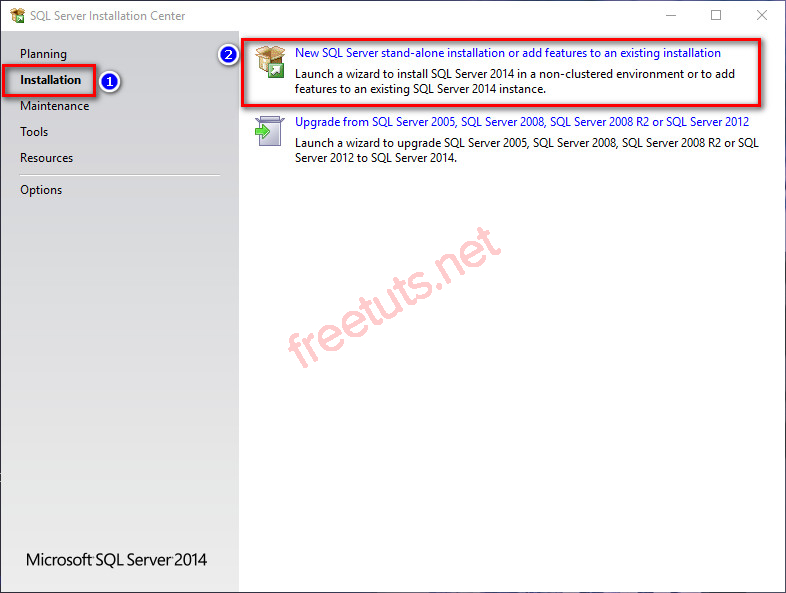 SQL Server Installation Center
Planning
Installation
1
Maintenance
Tools
Resources
Options
2
New SQL Server stand-alone installation or add features to an existing installation
Launch a wizard to install SQL Server 2014 in a non-clustered environment or to add
features to an existing SQL Server 2014 instance.
Upgrade from SQL Server 2005, SQL Server 2008, SQL Server 2008 R2 or SQL Server 2012
Launch a wizard to upgrade SQL Server 2005, SQL Server 2008, SQL Server 2008 R2 or SQL
Server 2012 to SQL Server 2014.
freetuts.net
Microsoft SQL Server 2014